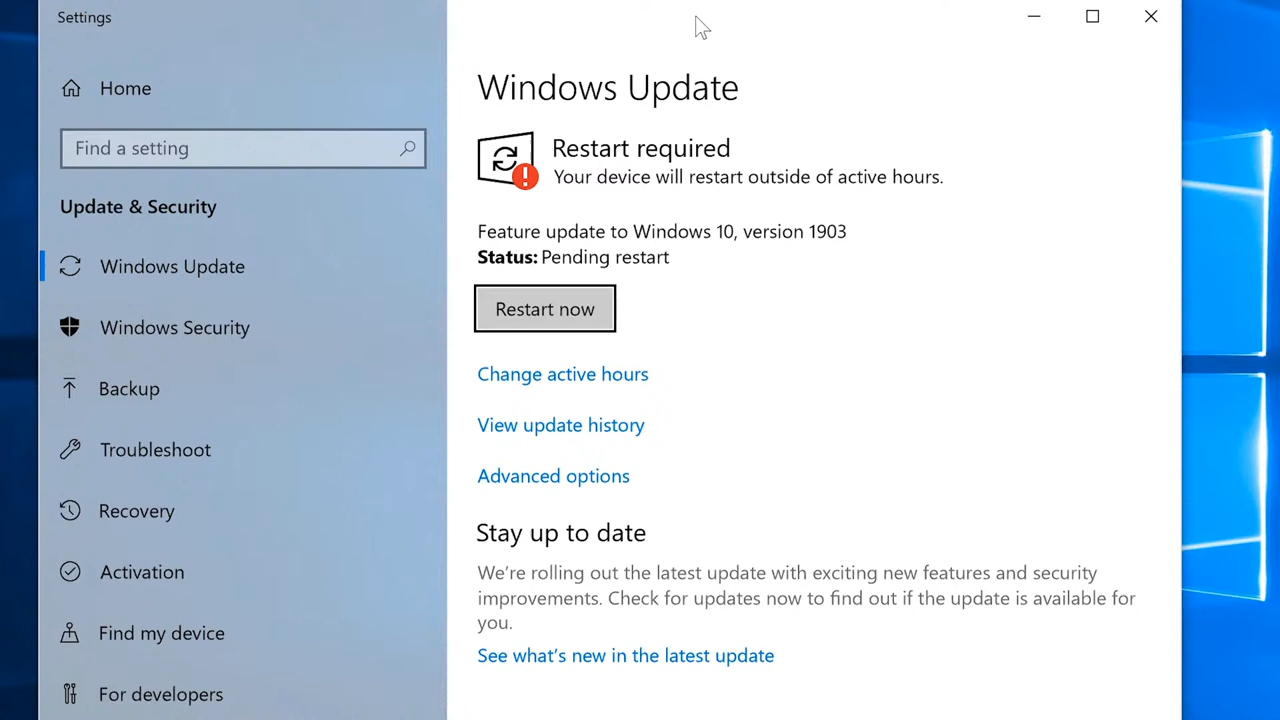 Settings
Home
Find a setting
Update & Security
Windows Update
Windows Security
Backup
Troubleshoot
Recovery
Activation
Find my device
For developers
Windows Update
Restart required
Your device will restart outside of active hours.
Feature update to Windows 10, version 1903
Status: Pending restart
Restart now
Change active hours
View update history
Advanced options
Stay up to date
We're rolling out the latest update with exciting new features and security
improvements. Check for updates now to find out if the update is available for
you.
See what's new in the latest update